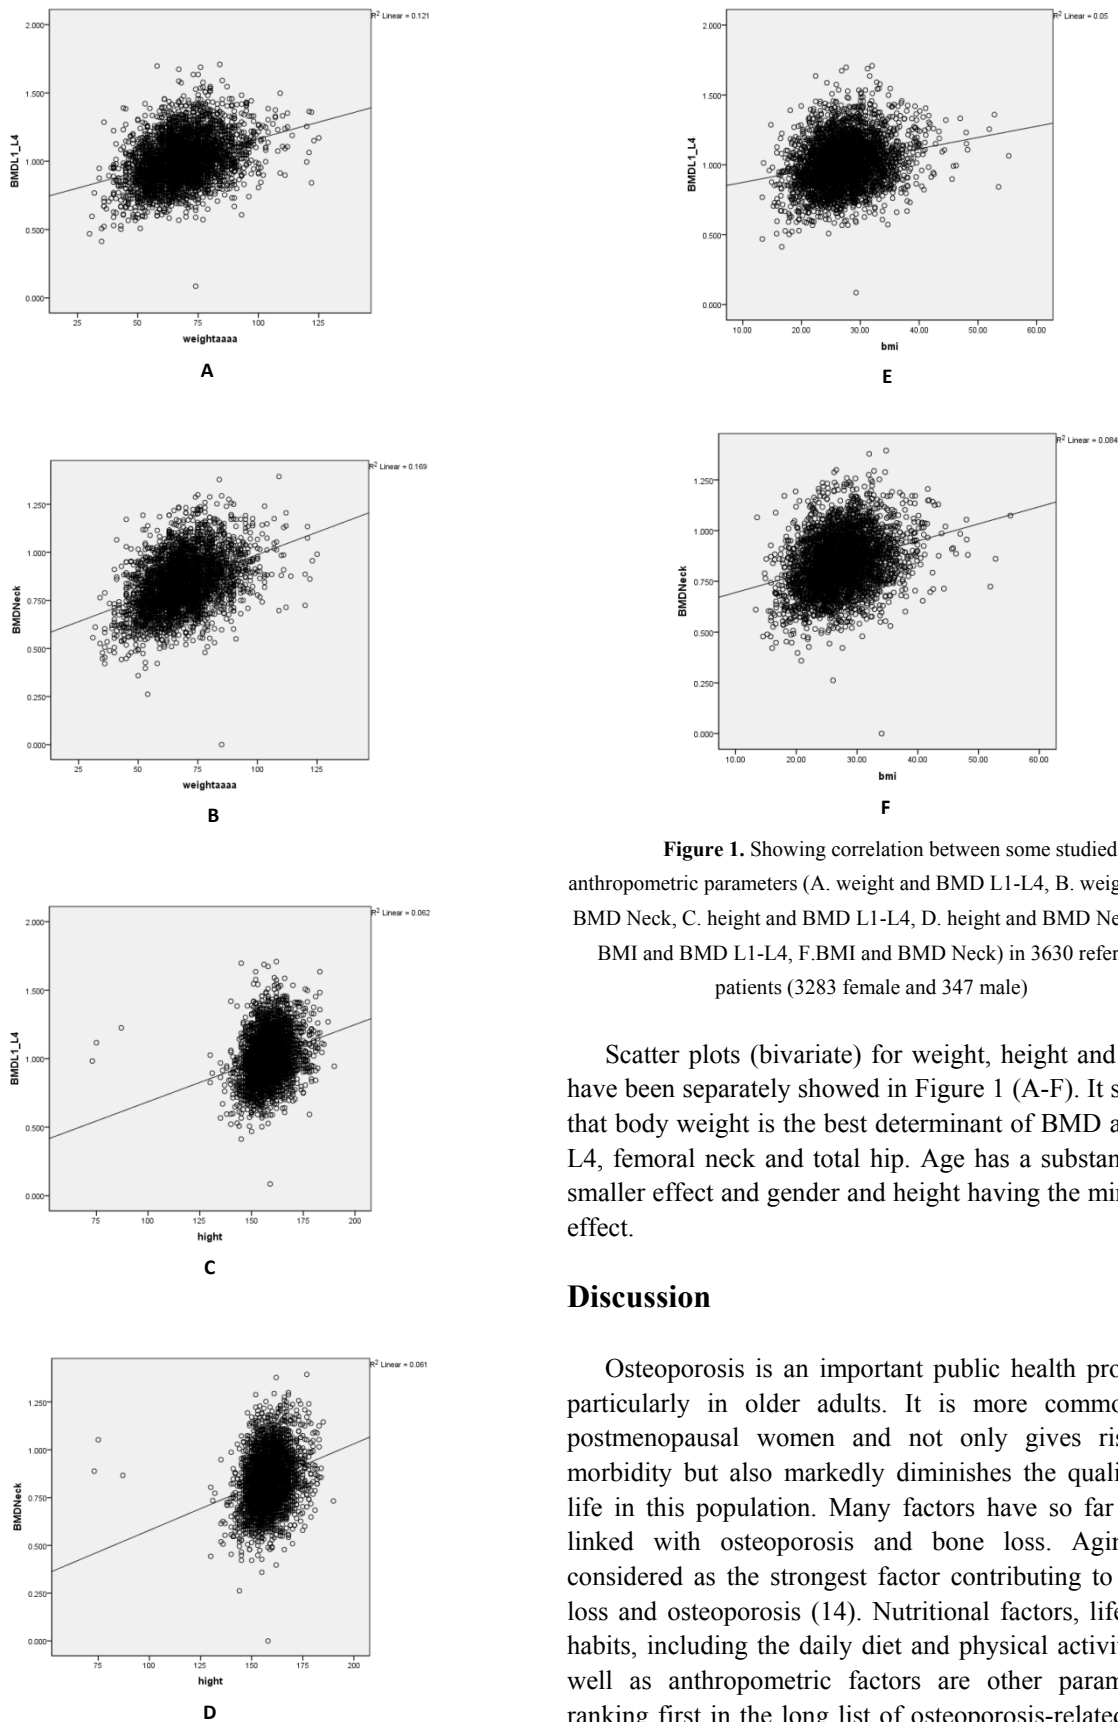 R² Linear = 0.121
2.000
1.500
1.000
0.500
0.000
BMDL1_L4
25 50 75 100 125
weightaaaa
A
R² Linear = 0.169
1.250
1.000
0.750
0.500
0.250
0.000
BMDNeck
25 50 75 100 125
weightaaaa
B
R² Linear = 0.062
2.000
1.500
1.000
0.500
0.000
BMDL1_L4
75 100 125 150 175 200
hight
C
R² Linear = 0.061
1.250
1.000
0.750
0.500
0.250
0.000
BMDNeck
75 100 125 150 175 200
hight
D
R² Linear = 0.05
2.000
1.500
1.000
0.500
0.000
BMDL1_L4
10.00 20.00 30.00 40.00 50.00 60.00
bmi
E
R² Linear = 0.084
1.250
1.000
0.750
0.500
0.250
0.000
BMDNeck
10.00 20.00 30.00 40.00 50.00 60.00
bmi
F
Figure 1. Showing correlation between some studied
anthropometric parameters (A. weight and BMD L1-L4, B. weig
BMD Neck, C. height and BMD L1-L4, D. height and BMD Ne
BMI and BMD L1-L4, F.BMI and BMD Neck) in 3630 refer
patients (3283 female and 347 male)
Scatter plots (bivariate) for weight, height and
have been separately showed in Figure 1 (A-F). It s
that body weight is the best determinant of BMD a
L4, femoral neck and total hip. Age has a substan
smaller effect and gender and height having the min
effect.
Discussion
Osteoporosis is an important public health pro
particularly in older adults. It is more commo
postmenopausal women and not only gives ris
morbidity but also markedly diminishes the quali
life in this population. Many factors have so far
linked with osteoporosis and bone loss. Agin
considered as the strongest factor contributing to
loss and osteoporosis (14). Nutritional factors, life
habits, including the daily diet and physical activi
well as anthropometric factors are other param
ranking first in the long list of osteoporosis-related